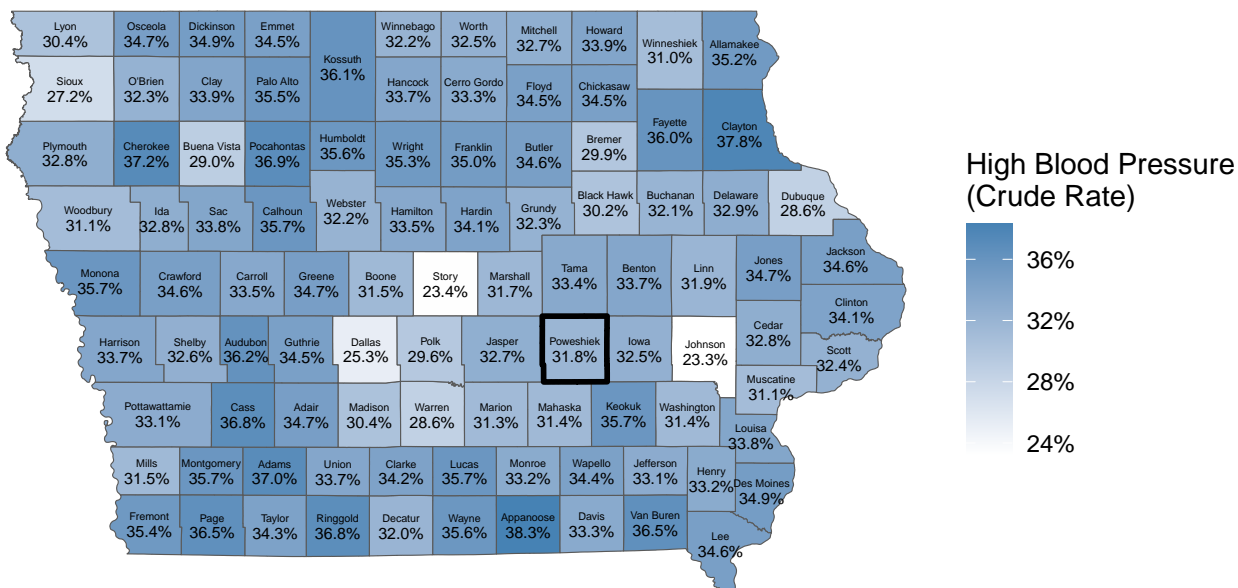 Lyon
30.4%
Osceola
34.7%
Dickinson
34.9%
Emmet
34.5%
Kossuth
36.1%
Winnebago
32.2%
Worth
32.5%
Mitchell
32.7%
Howard
33.9%
Winneshiek
31.0%
Allamakee
35.2%
Sioux
27.2%
O'Brien
32.3%
Clay
33.9%
Palo Alto
35.5%
Hancock
33.7%
Cerro Gordo
33.3%
Floyd
34.5%
Chickasaw
34.5%
Fayette
36.0%
Clayton
37.8%
Plymouth
32.8%
Cherokee
37.2%
Buena Vista
29.0%
Pocahontas
36.9%
Humboldt
35.6%
Wright
35.3%
Franklin
35.0%
Butler
34.6%
Bremer
29.9%
Woodbury
31.1%
Ida
32.8%
Sac
33.8%
Calhoun
35.7%
Webster
32.2%
Hamilton
33.5%
Hardin
34.1%
Grundy
32.3%
Black Hawk
30.2%
Buchanan
32.1%
Delaware
32.9%
Dubuque
28.6%
Monona
35.7%
Crawford
34.6%
Carroll
33.5%
Greene
34.7%
Boone
31.5%
Story
23.4%
Marshall
31.7%
Tama
33.4%
Benton
33.7%
Linn
31.9%
Jones
34.7%
Jackson
34.6%
Clinton
34.1%
Harrison
33.7%
Shelby
32.6%
Audubon
36.2%
Guthrie
34.5%
Dallas
25.3%
Polk
29.6%
Jasper
32.7%
Poweshiek
31.8%
Iowa
32.5%
Johnson
23.3%
Cedar
32.8%
Scott
32.4%
Muscatine
31.1%
Pottawattamie
33.1%
Cass
36.8%
Adair
34.7%
Madison
30.4%
Warren
28.6%
Marion
31.3%
Mahaska
31.4%
Keokuk
35.7%
Washington
31.4%
Louisa
33.8%
Mills
31.5%
Montgomery
35.7%
Adams
37.0%
Union
33.7%
Clarke
34.2%
Lucas
35.7%
Monroe
33.2%
Wapello
34.4%
Jefferson
33.1%
Henry
33.2%
Des Moines
34.9%
Fremont
35.4%
Page
36.5%
Taylor
34.3%
Ringgold
36.8%
Decatur
32.0%
Wayne
35.6%
Appanoose
38.3%
Davis
33.3%
Van Buren
36.5%
Lee
34.6%
High Blood Pressure
(Crude Rate)
36%
32%
28%
24%